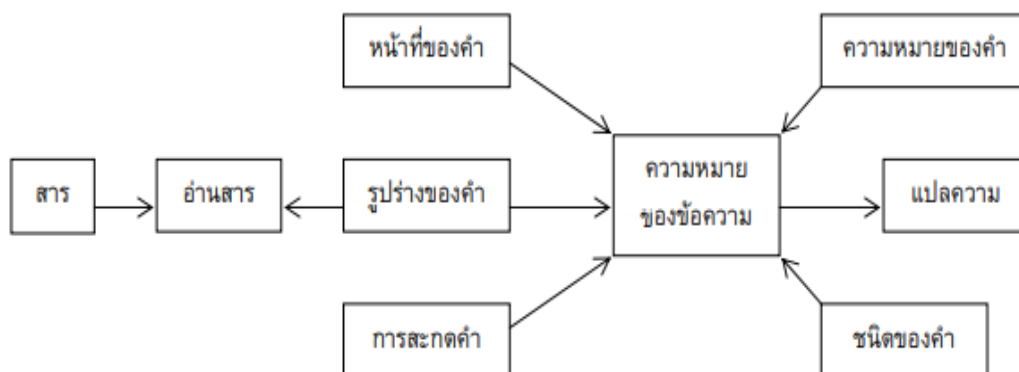 หน้าที่ของคำ
ความหมายของคำ
สาร
อ่านสาร
รูปร่างของคำ
ความหมาย
ของข้อความ
แปลความ
การสะกดคำ
ชนิดของคำ